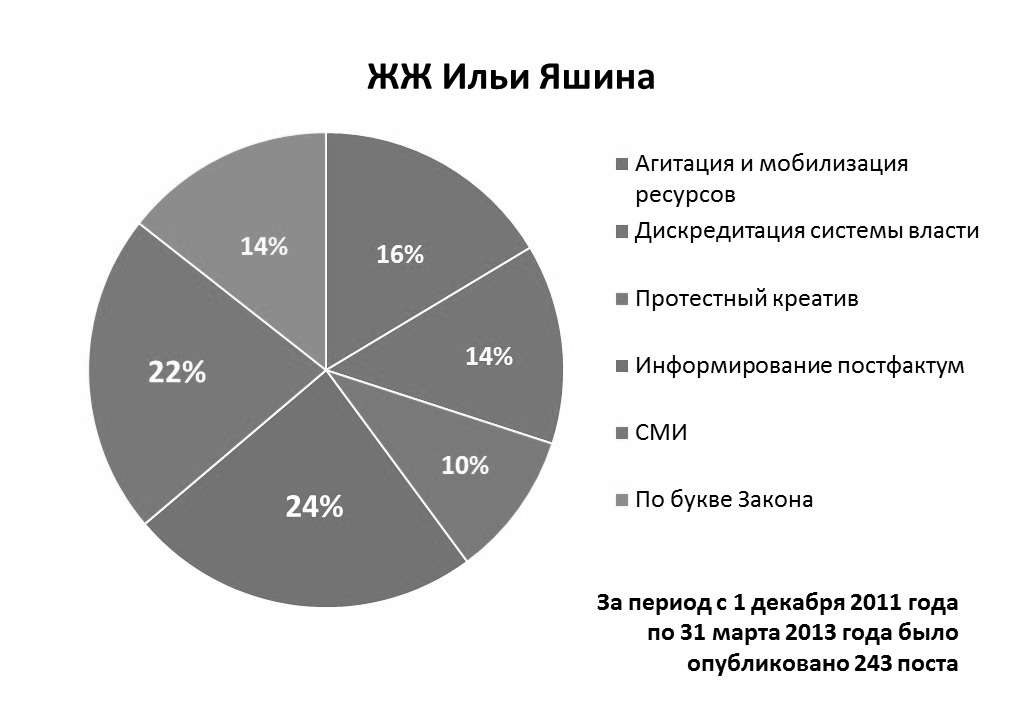 ЖЖ Ильи Яшина
16%
14%
10%
24%
22%
14%
Агитация и мобилизация
ресурсов
Дискредитация системы власти
Протестный креатив
Информирование постфактум
СМИ
По букве Закона
За период с 1 декабря 2011 года
по 31 марта 2013 года было
опубликовано 243 поста